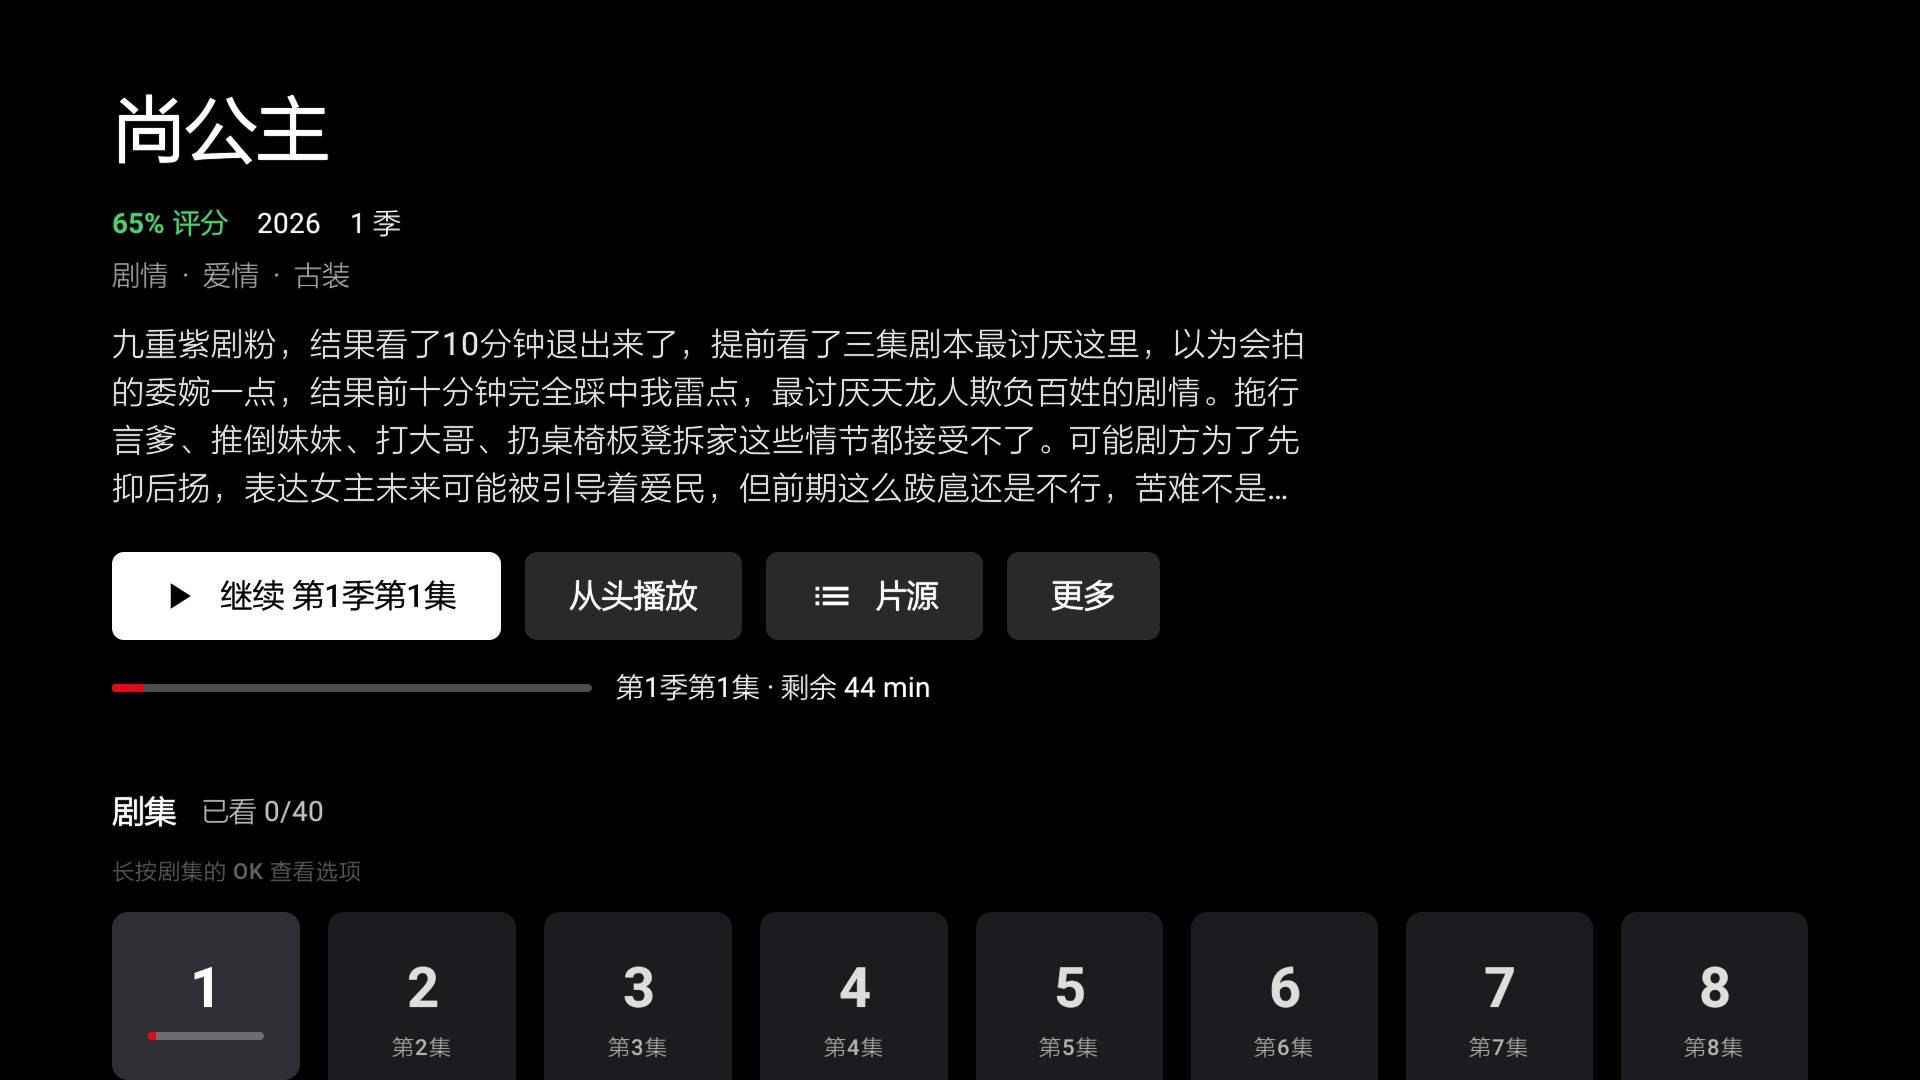 尚公主
65% 评分 2026 1 季
剧情 · 爱情 · 古装
九重紫剧粉，结果看了10分钟退出来了，提前看了三集剧本最讨厌这里，以为会拍
的委婉一点，结果前十分钟完全踩中我雷点，最讨厌天龙人欺负百姓的剧情。拖行
言爹、推倒妹妹、打大哥、扔桌椅板凳拆家这些情节都接受不了。可能剧方为了先
抑后扬，表达女主未来可能被引导着爱民，但前期这么跋扈还是不行，苦难不是…
继续 第1季第1集 从头播放 片源 更多
第1季第1集 · 剩余 44 min
剧集 已看 0/40
长按剧集的 OK 查看选项
1 2 3 4 5 6 7 8
第2集 第3集 第4集 第5集 第6集 第7集 第8集